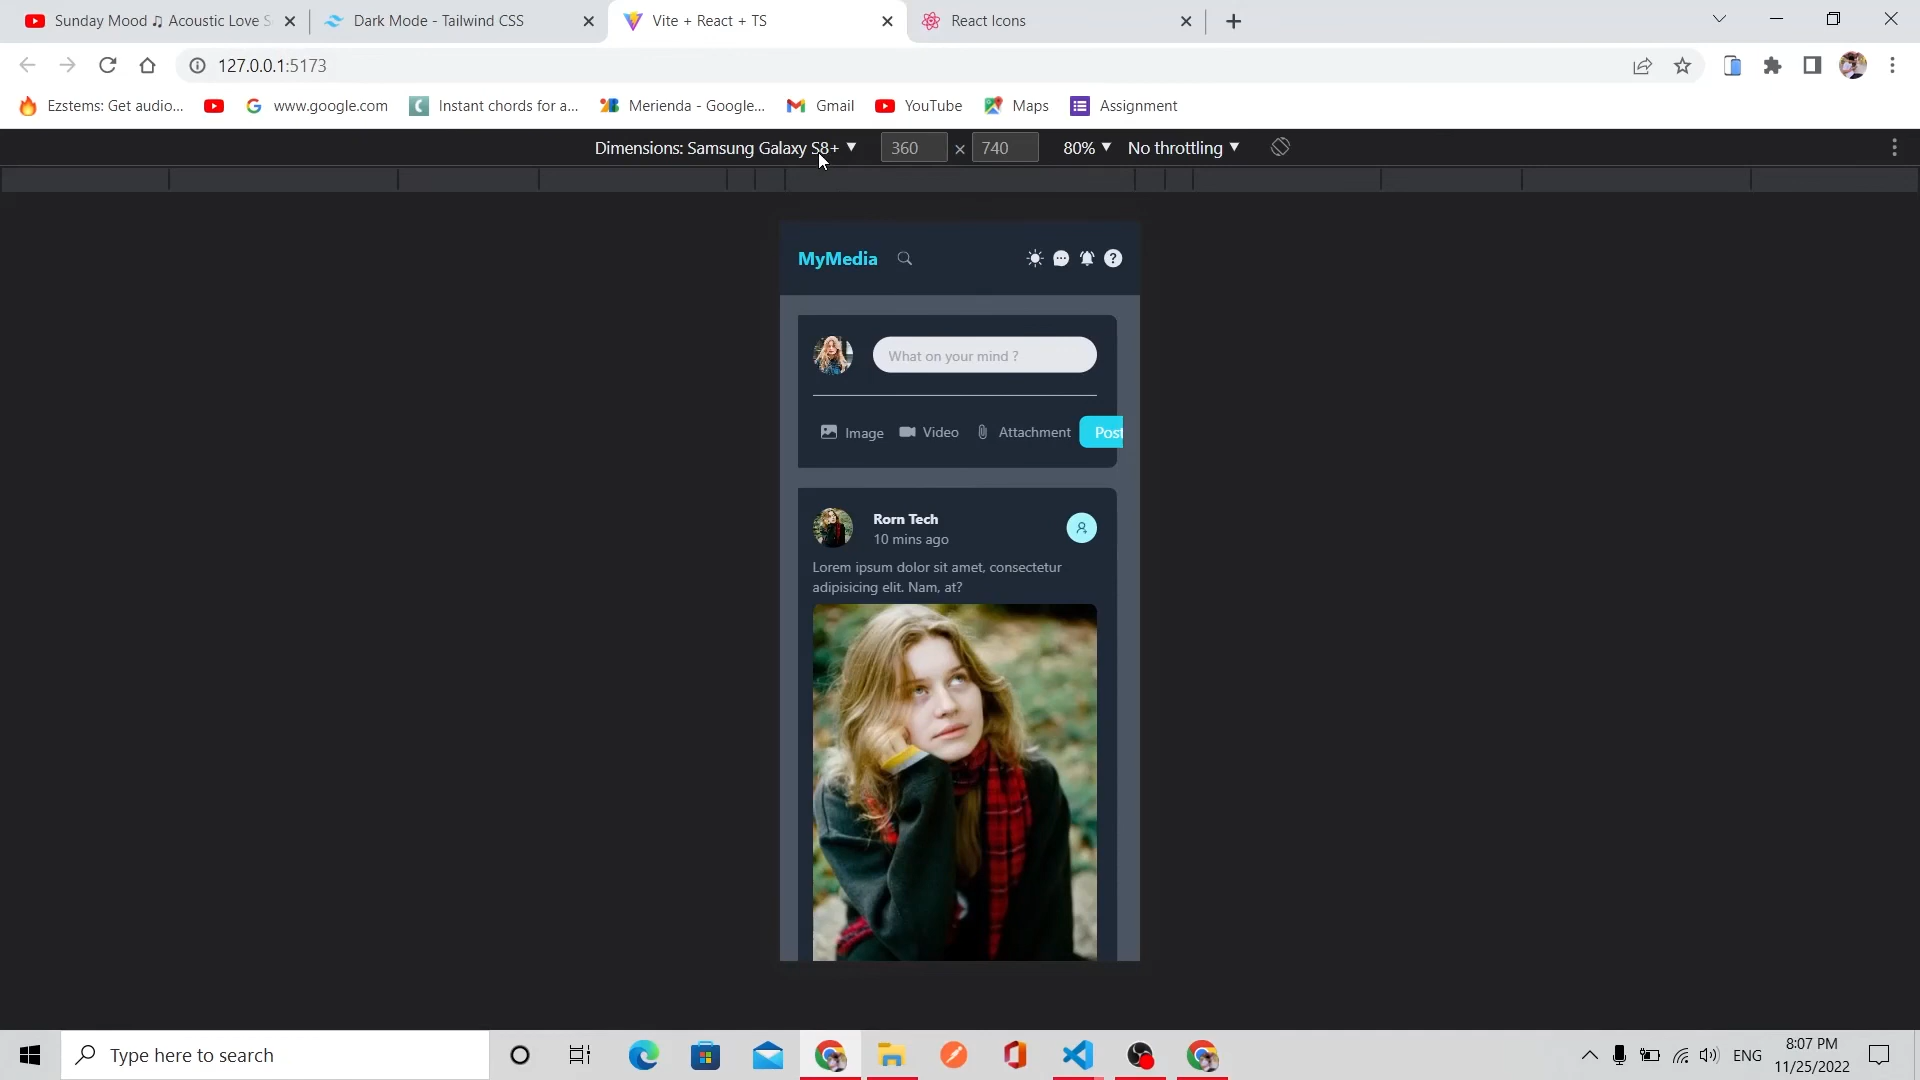 Sunday Mood ♫ Acoustic Love S
Dark Mode - Tailwind CSS
Vite + React + TS
React Icons
127.0.0.1:5173
Ezstems: Get audio...
www.google.com
Instant chords for a...
Merienda - Google...
Gmail
YouTube
Maps
Assignment
Dimensions: Samsung Galaxy S8+
360
×
740
80%
No throttling
MyMedia
What on your mind ?
Image
Video
Attachment
Post
Rorn Tech
10 mins ago
Lorem ipsum dolor sit amet, consectetur
adipisicing elit. Nam, at?
Type here to search
ENG
8:07 PM
11/25/2022